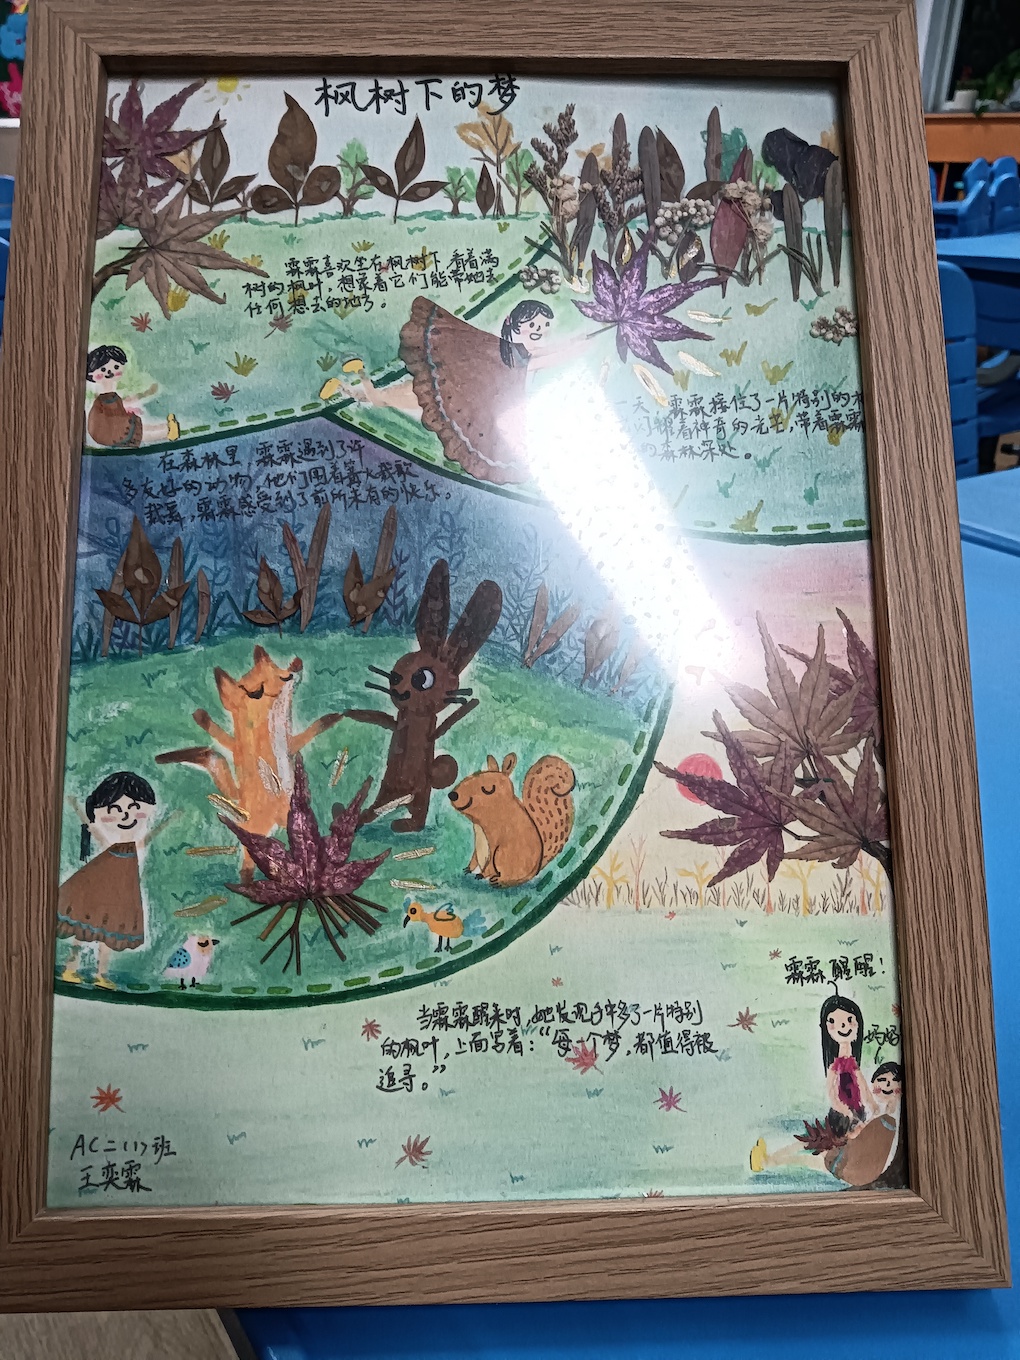 枫树下的梦
霖霖喜欢坐在枫树下,看着满
树的枫叶,想象着它们能带她去
任何想去的地方。
一天,霖霖接住了一片特别的
闪耀着神奇的光芒,带着霖霖
的森林深处。
在森林里,霖霖遇到了许
多友好的动物,他们围着篝火载歌
载舞,霖霖感受到了前所未有的快乐。
霖霖醒醒!
妈妈
当霖霖醒来时,她发现手中多了一片特别
的枫叶,上面写着:“每一个梦,都值得被
追寻。”
AC二(1)班
王奕霖